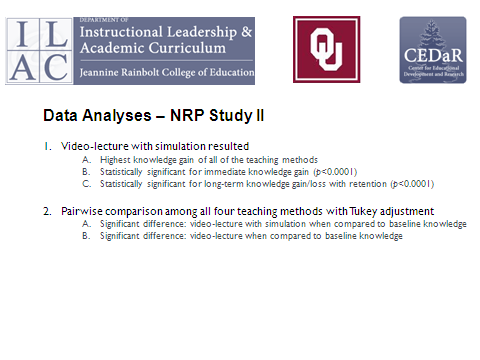 I L
A C
DEPARTMENT OF
Instructional Leadership &
Academic Curriculum
Jeannine Rainbolt College of Education
OU
CEDaR
Center for Educational
Development and Research
Data Analyses – NRP Study II
1. Video-lecture with simulation resulted
A. Highest knowledge gain of all of the teaching methods
B. Statistically significant for immediate knowledge gain (p<0.0001)
C. Statistically significant for long-term knowledge gain/loss with retention (p<0.0001)
2. Pairwise comparison among all four teaching methods with Tukey adjustment
A. Significant difference: video-lecture with simulation when compared to baseline knowledge
B. Significant difference: video-lecture when compared to baseline knowledge